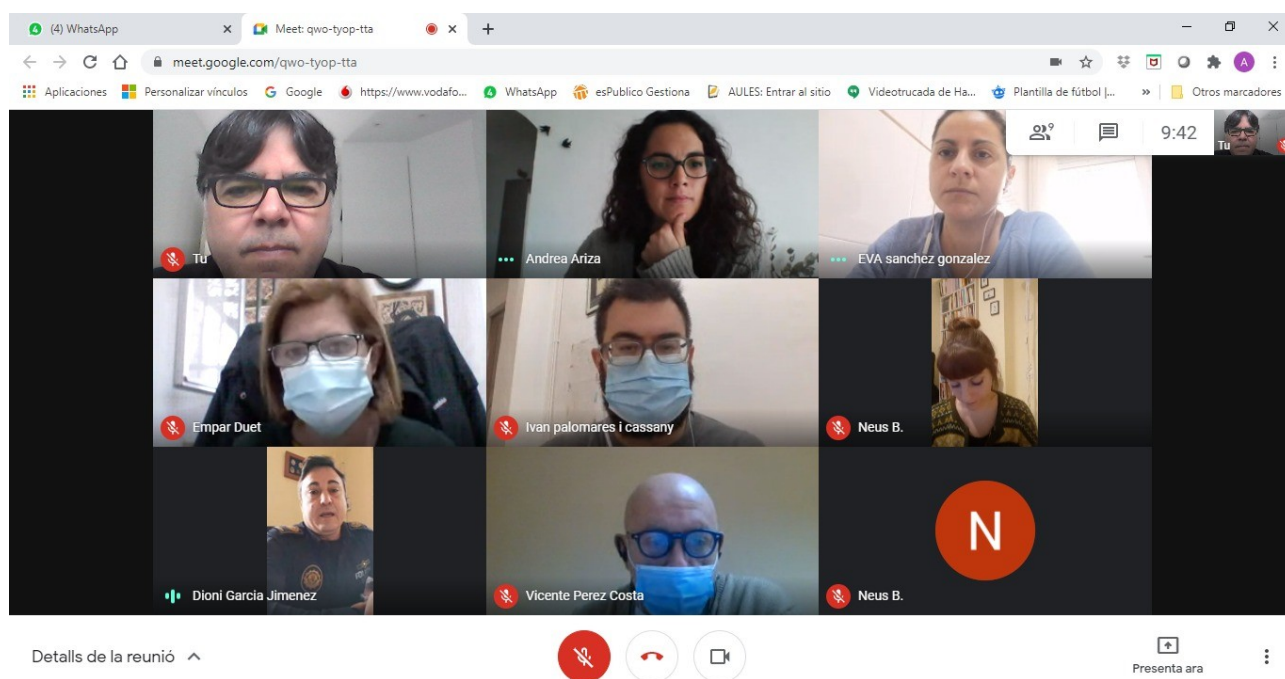 (4) WhatsApp
Meet: qwo-tyop-tta
meet.google.com/qwo-tyop-tta
A
Aplicaciones
Personalizar vínculos
Google
https://www.vodafo...
WhatsApp
esPublico Gestiona
AULES: Entrar al sitio
Videotrucada de Ha...
Plantilla de fútbol |...
»
Otros marcadores
9
9:42
Tu
Tu
Andrea Ariza
EVA sanchez gonzalez
Empar Duet
Ivan palomares i cassany
Neus B.
Dioni Garcia Jimenez
Vicente Perez Costa
N
Neus B.
Detalls de la reunió
Presenta ara